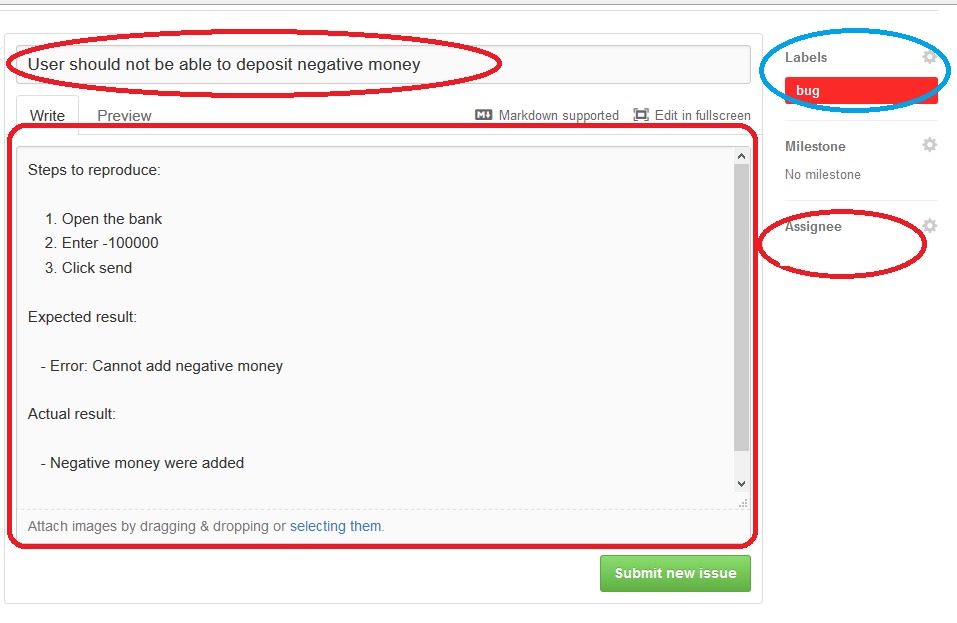 User should not be able to deposit negative money
Write Preview Markdown supported Edit in fullscreen
Steps to reproduce:
1. Open the bank
2. Enter -100000
3. Click send
Expected result:
- Error: Cannot add negative money
Actual result:
- Negative money were added
Attach images by dragging & dropping or selecting them.
Submit new issue
Labels
bug
Milestone
No milestone
Assignee